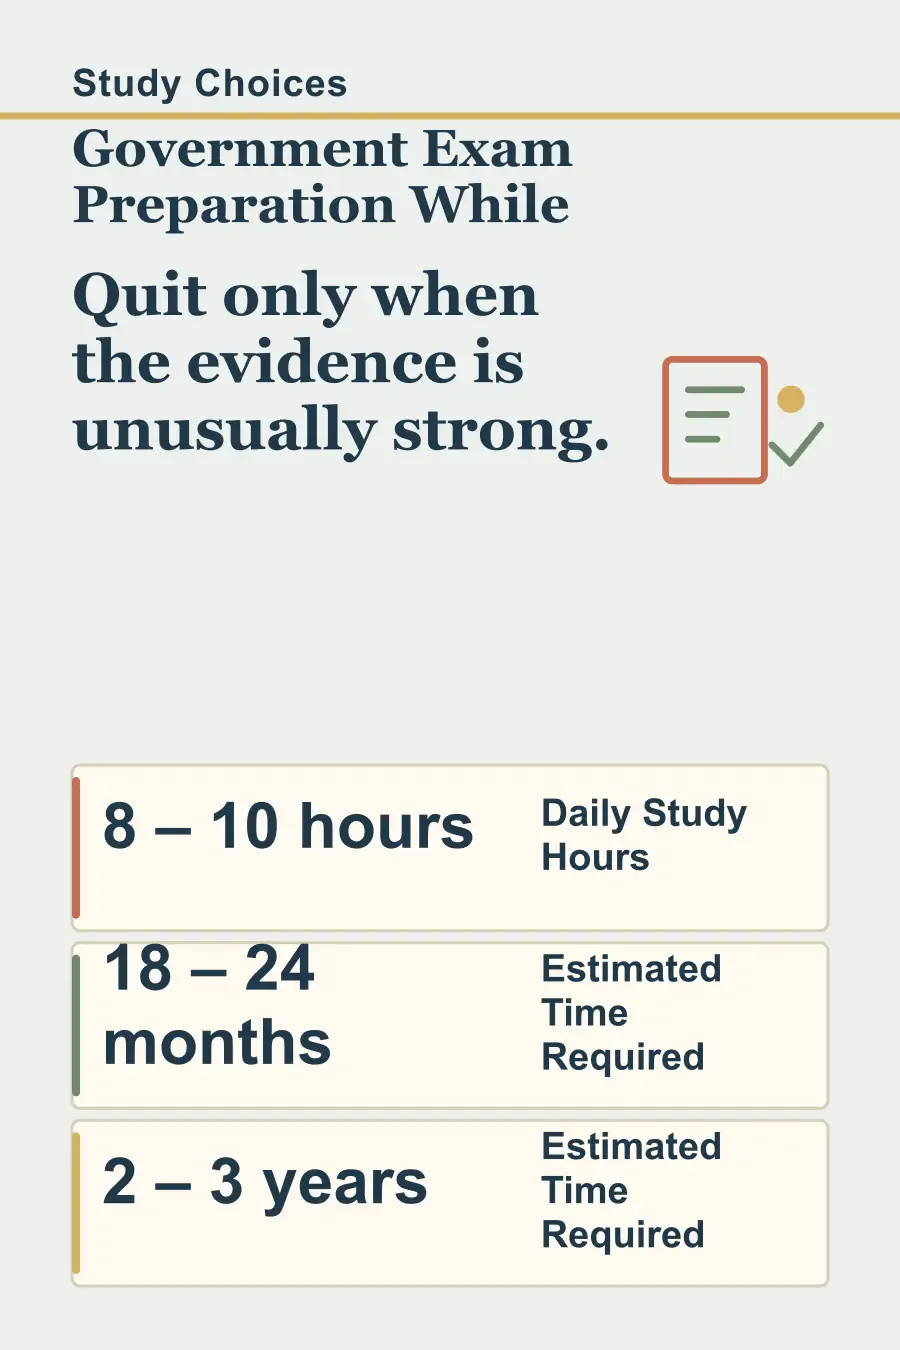 Study Choices
Government Exam
Preparation While
Quit only when
the evidence is
unusually strong.
8 – 10 hours
Daily Study
Hours
18 – 24
months
Estimated
Time
Required
2 – 3 years
Estimated
Time
Required